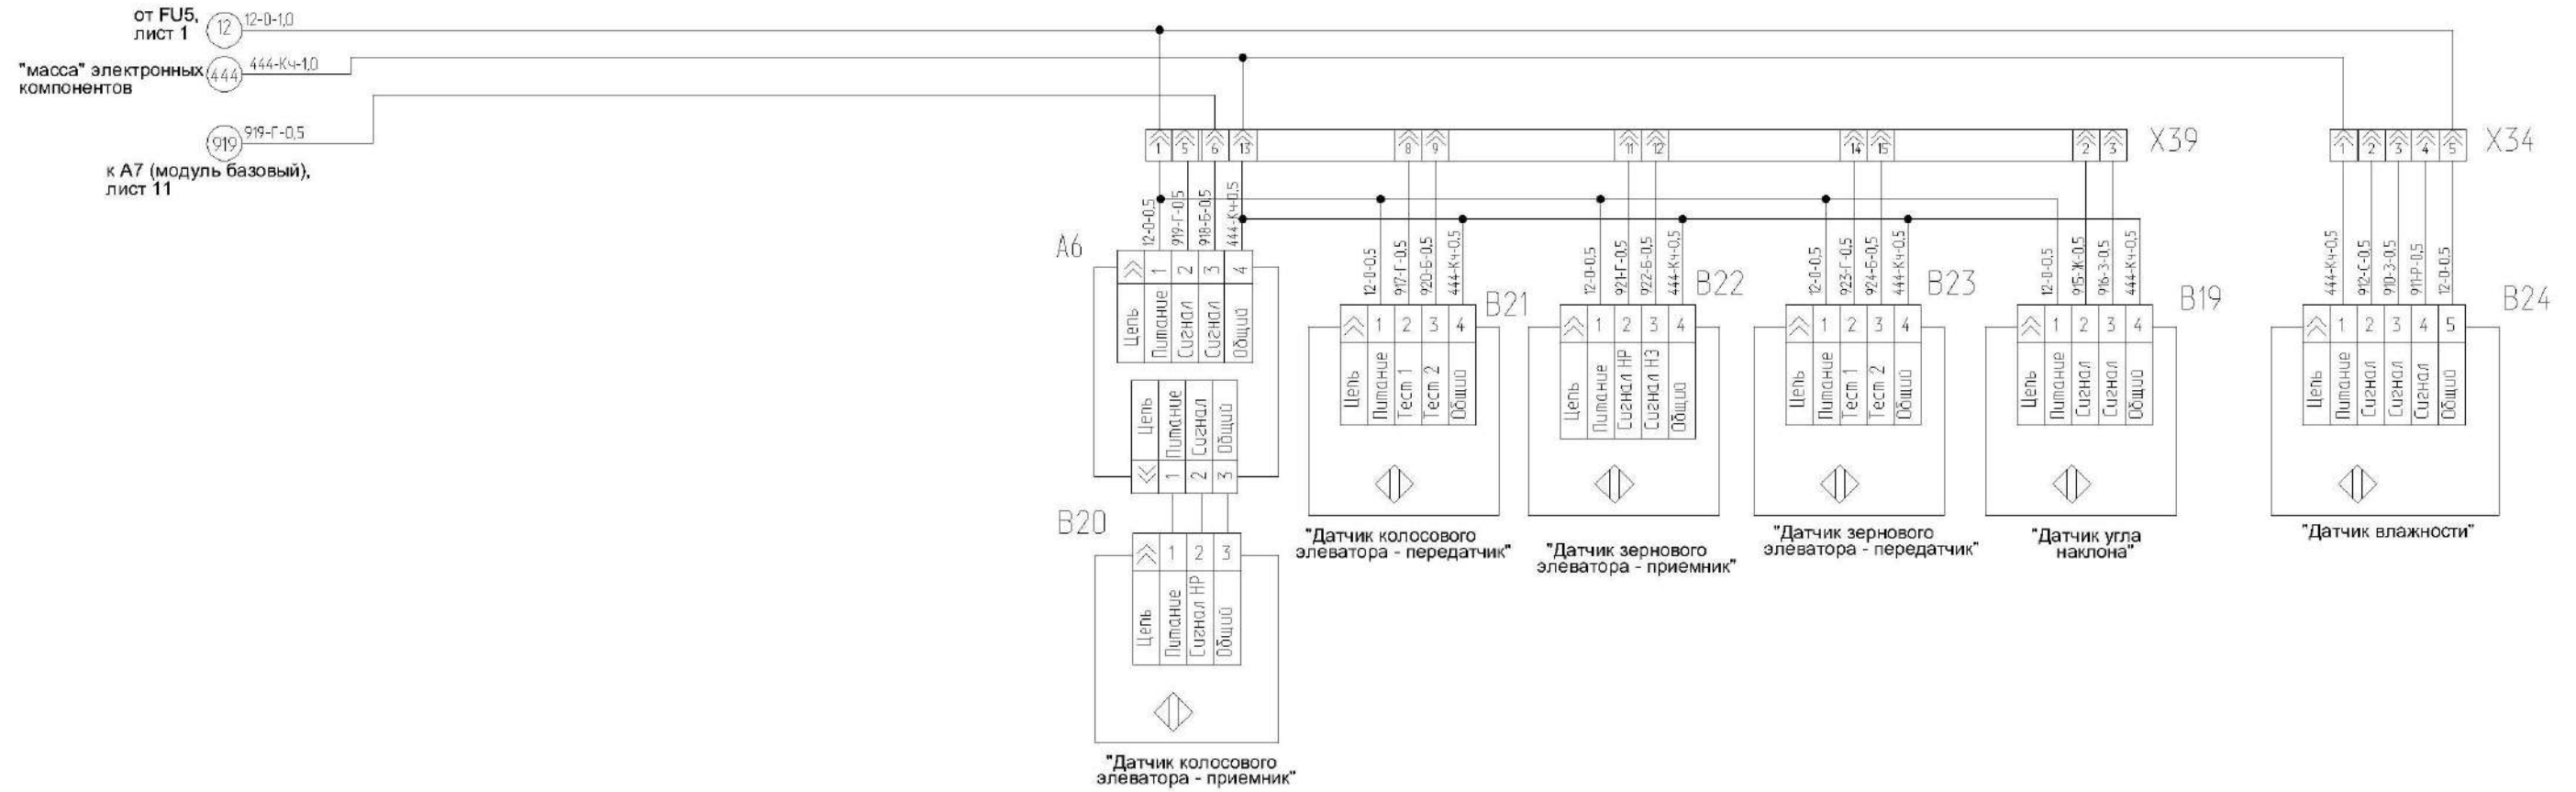 от FU5,
лист 1
12
12-0-1,0
"масса" электронных
компонентов
444
444-Кч-1,0
919
919-Г-0,5
к А7 (модуль базовый),
лист 11
1 5 6 13 8 9 11 12 14 15 2 3
X39
1 2 3 4 5
X34
A6
12-0-0,5
919-Г-0,5
918-Б-0,5
444-Кч-0,5
1 2 3 4
Цепь
Питание
Сигнал
Сигнал
Общий
Цепь
Питание
Сигнал
Общий
1 2 3
B20
1 2 3
Цепь
Питание
Сигнал НР
Общий
"Датчик колосового
элеватора - приемник"
B21
12-0-0,5
917-Г-0,5
920-Б-0,5
444-Кч-0,5
1 2 3 4
Цепь
Питание
Тест 1
Тест 2
Общий
"Датчик колосового
элеватора - передатчик"
B22
12-0-0,5
921-Г-0,5
922-Б-0,5
444-Кч-0,5
1 2 3 4
Цепь
Питание
Сигнал НР
Сигнал НЗ
Общий
"Датчик зернового
элеватора - приемник"
B23
12-0-0,5
923-Г-0,5
924-Б-0,5
444-Кч-0,5
1 2 3 4
Цепь
Питание
Тест 1
Тест 2
Общий
"Датчик зернового
элеватора - передатчик"
B19
12-0-0,5
915-Ж-0,5
916-З-0,5
444-Кч-0,5
1 2 3 4
Цепь
Питание
Сигнал
Сигнал
Общий
"Датчик угла
наклона"
B24
444-Кч-0,5
912-С-0,5
910-З-0,5
911-Р-0,5
12-0-0,5
1 2 3 4 5
Цепь
Питание
Сигнал
Сигнал
Сигнал
Общий
"Датчик влажности"